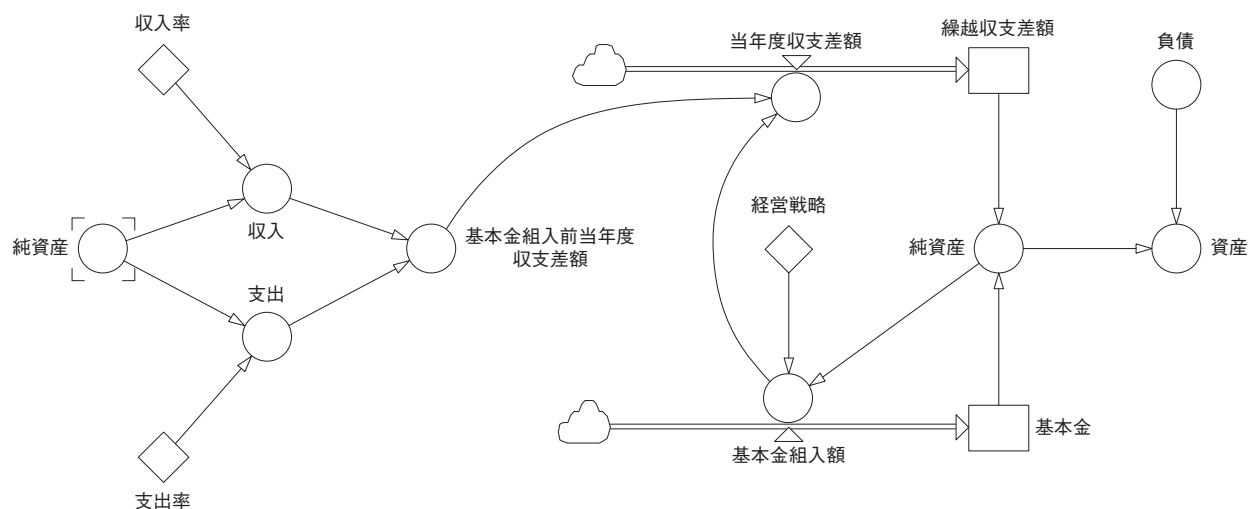 収入率
当年度収支差額
繰越収支差額
負債
収入
純資産
基本金組入前当年度
収支差額
経営戦略
純資産
資産
支出
基本金組入額
基本金
支出率